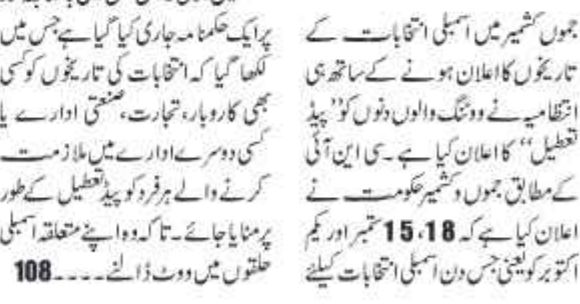 جموں کشمیر میں اسمبلی انتخابات کے
تاریخوں کا اعلان ہونے کے ساتھ ہی
انتظامیہ نے ووٹنگ والوں دنوں کو ’’پیڈ
تعطیل‘‘ کا اعلان کیا ہے ۔ سی این آئی
کے مطابق جموں و کشمیر حکومت نے
اعلان کیا ہے کہ 18، 15 ستمبر اور یکم
اکتوبر کو یعنی جس دن اسمبلی انتخابات کیلئے
پر ایک حکمنامہ جاری کیا گیا ہے جس میں
لکھا گیا کہ انتخابات کی تاریخوں کو کسی
بھی کاروبار، تجارت، صنعتی ادارے یا
کسی دوسرے ادارے میں ملازمت
کرنے والے ہر فرد کو پیڈ تعطیل کے طور
پر منایا جائے ۔ تاکہ وہ اپنے متعلقہ اسمبلی
حلقوں میں ووٹ ڈالنے ۔۔۔۔۔108